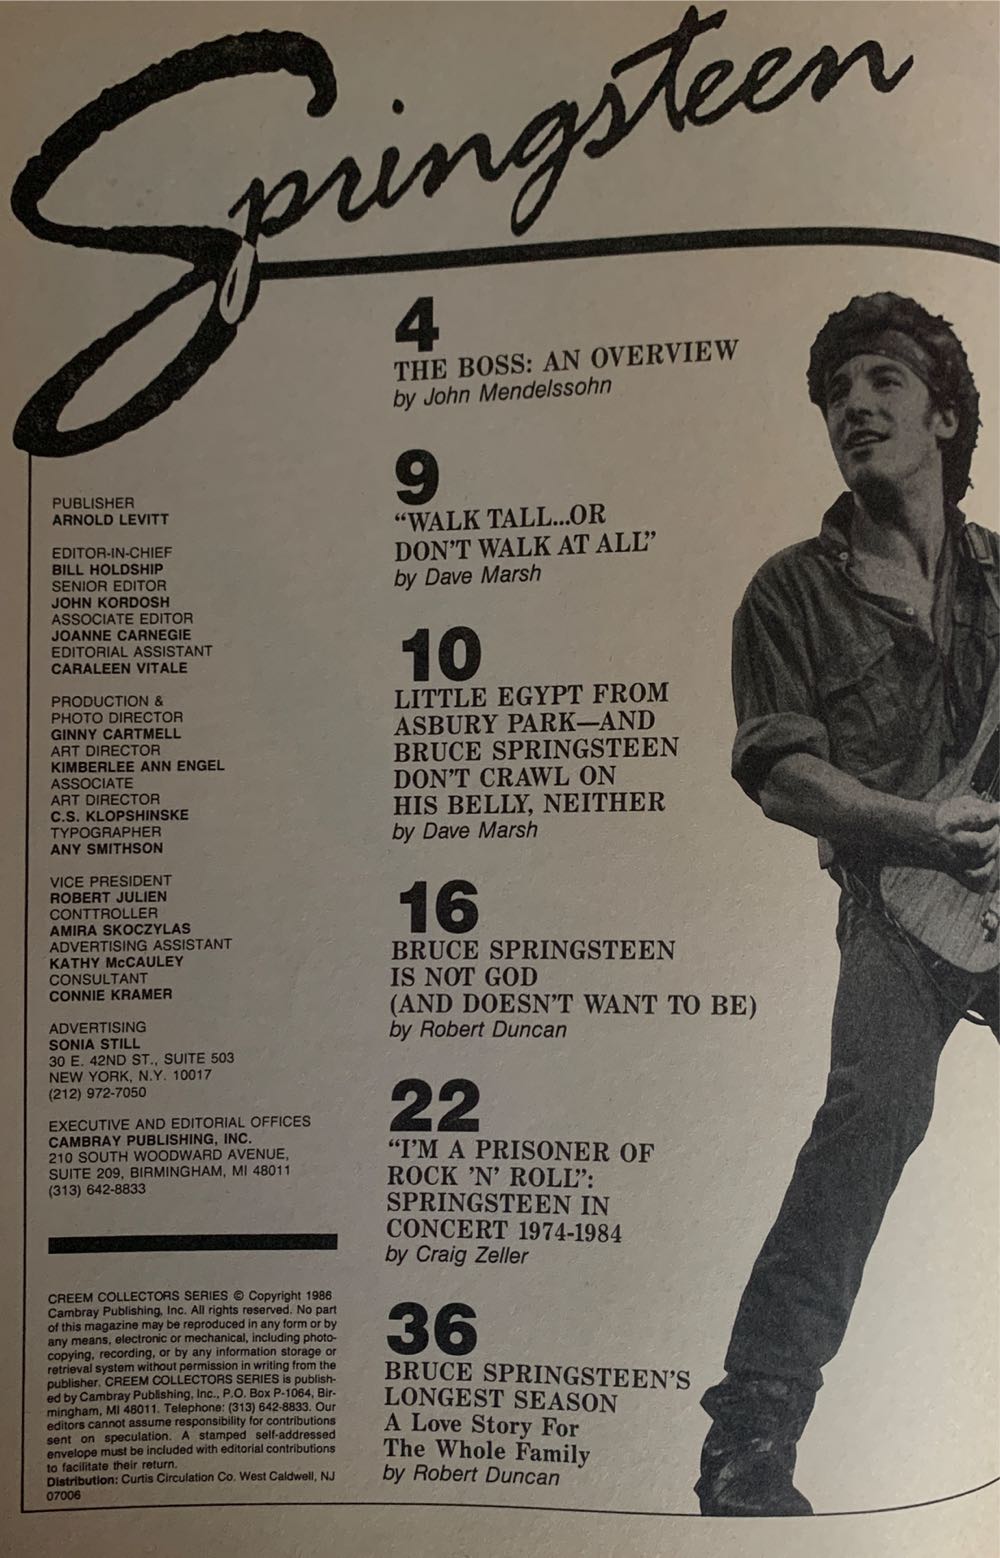 Springsteen
4
THE BOSS: AN OVERVIEW
by John Mendelssohn
9
“WALK TALL...OR
DON’T WALK AT ALL”
by Dave Marsh
10
LITTLE EGYPT FROM
ASBURY PARK—AND
BRUCE SPRINGSTEEN
DON’T CRAWL ON
HIS BELLY, NEITHER
by Dave Marsh
16
BRUCE SPRINGSTEEN
IS NOT GOD
(AND DOESN’T WANT TO BE)
by Robert Duncan
22
“I’M A PRISONER OF
ROCK ’N’ ROLL”:
SPRINGSTEEN IN
CONCERT 1974-1984
by Craig Zeller
36
BRUCE SPRINGSTEEN’S
LONGEST SEASON
A Love Story For
The Whole Family
by Robert Duncan
PUBLISHER
ARNOLD LEVITT
EDITOR-IN-CHIEF
BILL HOLDSHIP
SENIOR EDITOR
JOHN KORDOSH
ASSOCIATE EDITOR
JOANNE CARNEGIE
EDITORIAL ASSISTANT
CARALEEN VITALE
PRODUCTION &
PHOTO DIRECTOR
GINNY CARTMELL
ART DIRECTOR
KIMBERLEE ANN ENGEL
ASSOCIATE
ART DIRECTOR
C.S. KLOPSHINSKE
TYPOGRAPHER
ANY SMITHSON
VICE PRESIDENT
ROBERT JULIEN
CONTTROLLER
AMIRA SKOCZYLAS
ADVERTISING ASSISTANT
KATHY McCAULEY
CONSULTANT
CONNIE KRAMER
ADVERTISING
SONIA STILL
30 E. 42ND ST., SUITE 503
NEW YORK, N.Y. 10017
(212) 972-7050
EXECUTIVE AND EDITORIAL OFFICES
CAMBRAY PUBLISHING, INC.
210 SOUTH WOODWARD AVENUE,
SUITE 209, BIRMINGHAM, MI 48011
(313) 642-8833
CREEM COLLECTORS SERIES © Copyright 1986
Cambray Publishing, Inc. All rights reserved. No part
of this magazine may be reproduced in any form or by
any means, electronic or mechanical, including photo-
copying, recording, or by any information storage or
retrieval system without permission in writing from the
publisher. CREEM COLLECTORS SERIES is publish-
ed by Cambray Publishing, Inc., P.O. Box P-1064, Bir-
mingham, MI 48011. Telephone: (313) 642-8833. Our
editors cannot assume responsibility for contributions
sent on speculation. A stamped self-addressed
envelope must be included with editorial contributions
to facilitate their return.
Distribution: Curtis Circulation Co. West Caldwell, NJ
07006